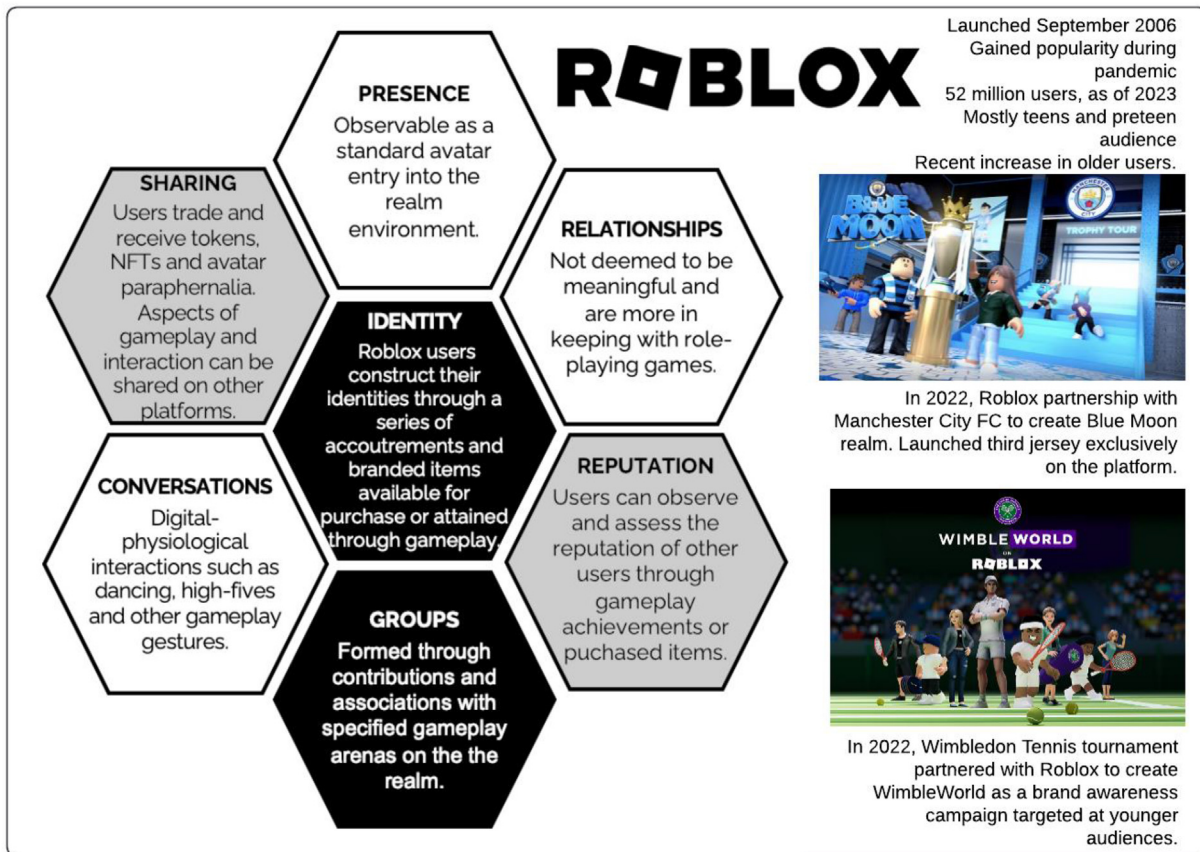 ROBLOX
Launched September 2006
Gained popularity during
pandemic
52 million users, as of 2023
Mostly teens and preteen
audience
Recent increase in older users.
PRESENCE
Observable as a
standard avatar
entry into the
realm
environment.
SHARING
Users trade and
receive tokens,
NFTs and avatar
paraphernalia.
Aspects of
gameplay and
interaction can be
shared on other
platforms.
RELATIONSHIPS
Not deemed to be
meaningful and
are more in
keeping with role-
playing games.
IDENTITY
Roblox users
construct their
identities through a
series of
accoutrements and
branded items
available for
purchase or attained
through gameplay.
CONVERSATIONS
Digital-
physiological
interactions such as
dancing, high-fives
and other gameplay
gestures.
REPUTATION
Users can observe
and assess the
reputation of other
users through
gameplay
achievements or
puchased items.
GROUPS
Formed through
contributions and
associations with
specified gameplay
arenas on the the
realm.
BLUE
MOON
MANCHESTER
CITY
TROPHY TOUR
In 2022, Roblox partnership with
Manchester City FC to create Blue Moon
realm. Launched third jersey exclusively
on the platform.
WIMBLEWORLD
ON
ROBLOX
In 2022, Wimbledon Tennis tournament
partnered with Roblox to create
WimbleWorld as a brand awareness
campaign targeted at younger
audiences.